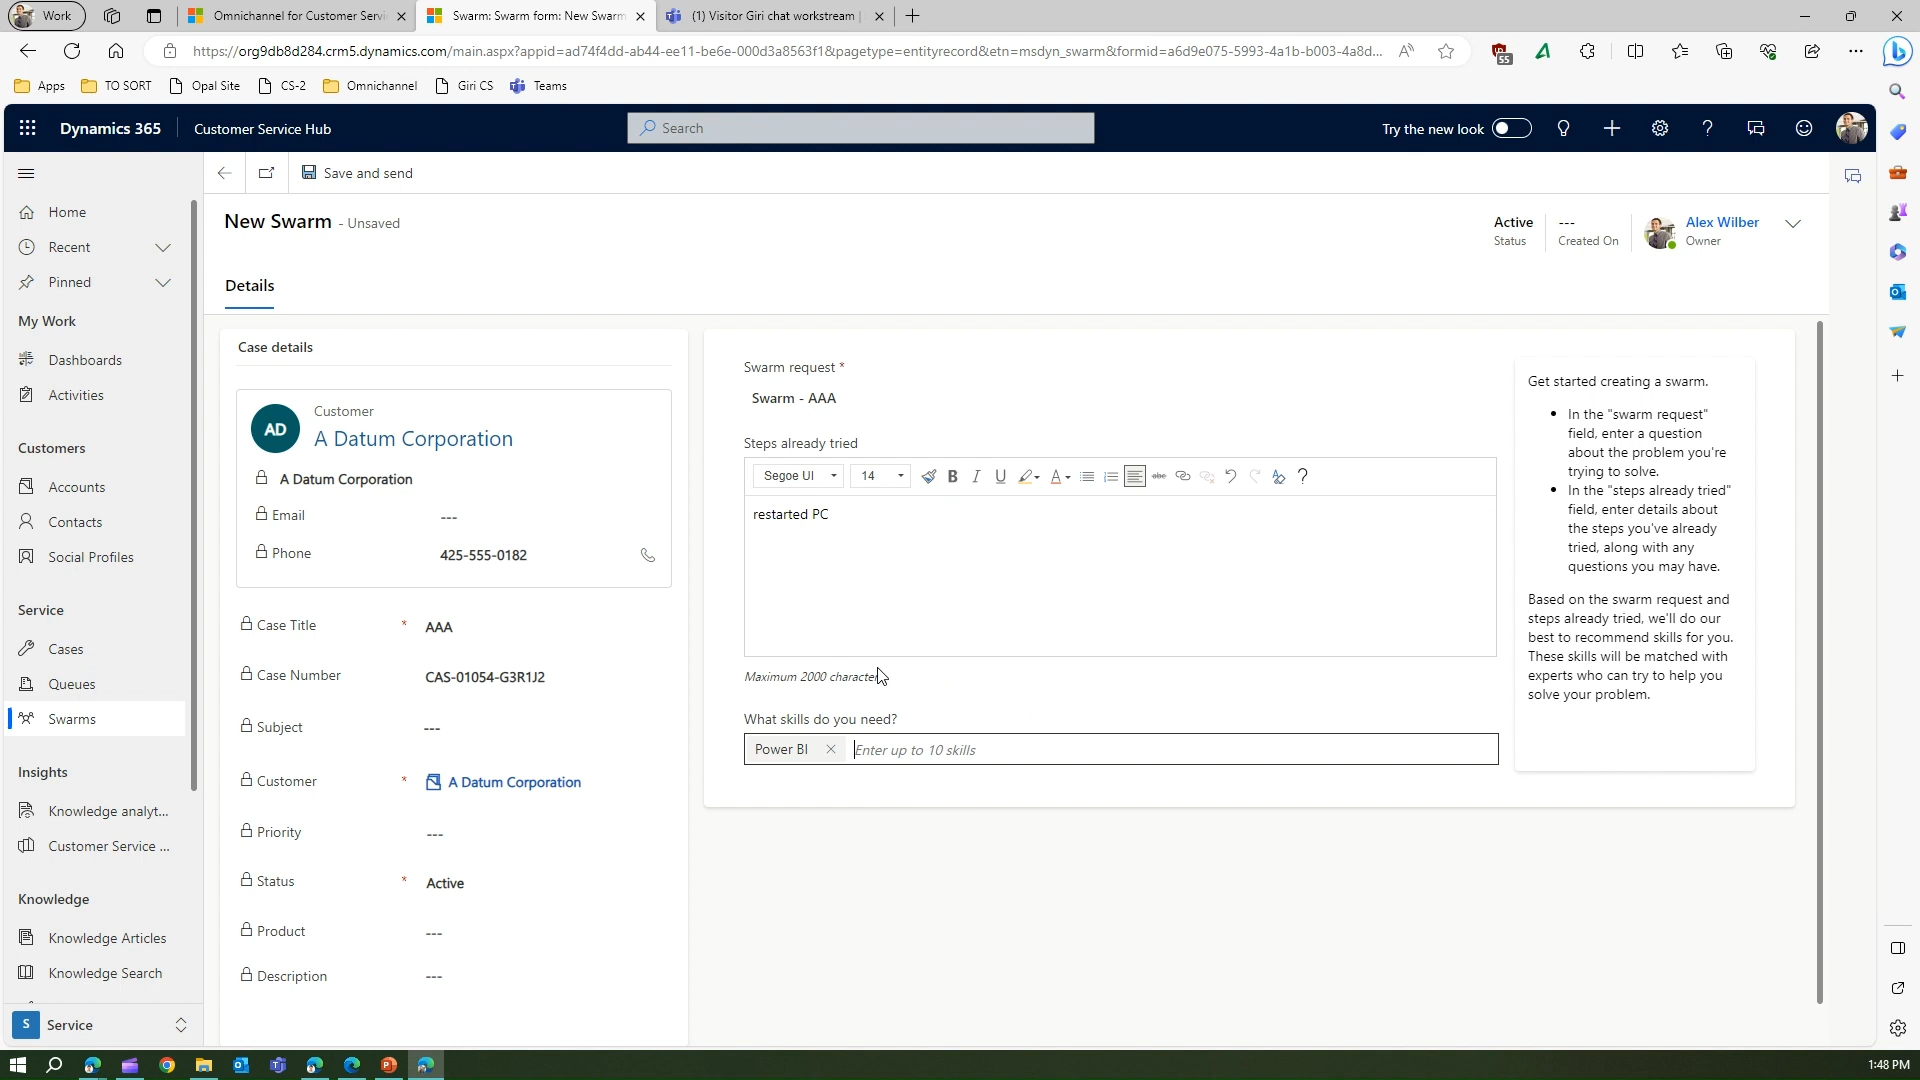 Work
Omnichannel for Customer Servi
Swarm: Swarm form: New Swarm
(1) Visitor Giri chat workstream |
https://org9db8d284.crm5.dynamics.com/main.aspx?appid=ad74f4dd-ab44-ee11-be6e-000d3a8563f1&pagetype=entityrecord&etn=msdyn_swarm&formid=a6d9e075-5993-4a1b-b003-4a8d...
55
Apps
TO SORT
Opal Site
CS-2
Omnichannel
Giri CS
Teams
Dynamics 365
Customer Service Hub
Search
Try the new look
Save and send
New Swarm - Unsaved
Active
Status
---
Created On
Alex Wilber
Owner
Details
Home
Recent
Pinned
My Work
Dashboards
Activities
Customers
Accounts
Contacts
Social Profiles
Service
Cases
Queues
Swarms
Insights
Knowledge analyt...
Customer Service ...
Knowledge
Knowledge Articles
Knowledge Search
S Service
Case details
AD
Customer
A Datum Corporation
A Datum Corporation
Email ---
Phone 425-555-0182
Case Title * AAA
Case Number CAS-01054-G3R1J2
Subject ---
Customer * A Datum Corporation
Priority ---
Status * Active
Product ---
Description ---
Swarm request *
Swarm - AAA
Steps already tried
Segoe UI 14 B I U A abc ?
restarted PC
Maximum 2000 character
What skills do you need?
Power BI Enter up to 10 skills
Get started creating a swarm.
• In the "swarm request"
field, enter a question
about the problem you're
trying to solve.
• In the "steps already tried"
field, enter details about
the steps you've already
tried, along with any
questions you may have.
Based on the swarm request and
steps already tried, we'll do our
best to recommend skills for you.
These skills will be matched with
experts who can try to help you
solve your problem.
1:48 PM